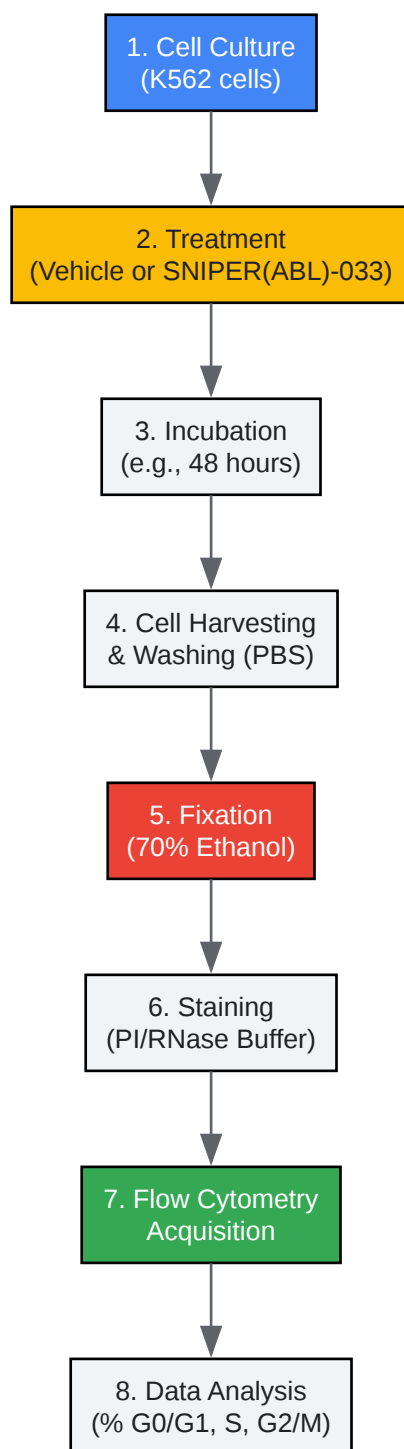 1. Cell Culture
(K562 cells)
2. Treatment
(Vehicle or SNIPER(ABL)-033)
3. Incubation
(e.g., 48 hours)
4. Cell Harvesting
& Washing (PBS)
5. Fixation
(70% Ethanol)
6. Staining
(PI/RNase Buffer)
7. Flow Cytometry
Acquisition
8. Data Analysis
(% G0/G1, S, G2/M)